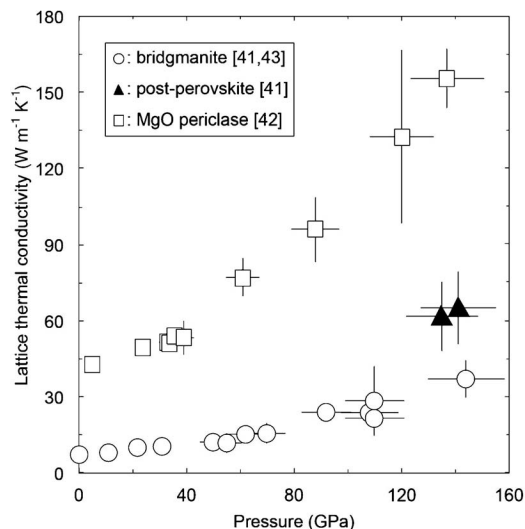 180
150
120
90
60
30
0
Lattice thermal conductivity (W m⁻¹ K⁻¹)
○: bridgmanite [41,43]
▲: post-perovskite [41]
□: MgO periclase [42]
0 40 80 120 160
Pressure (GPa)